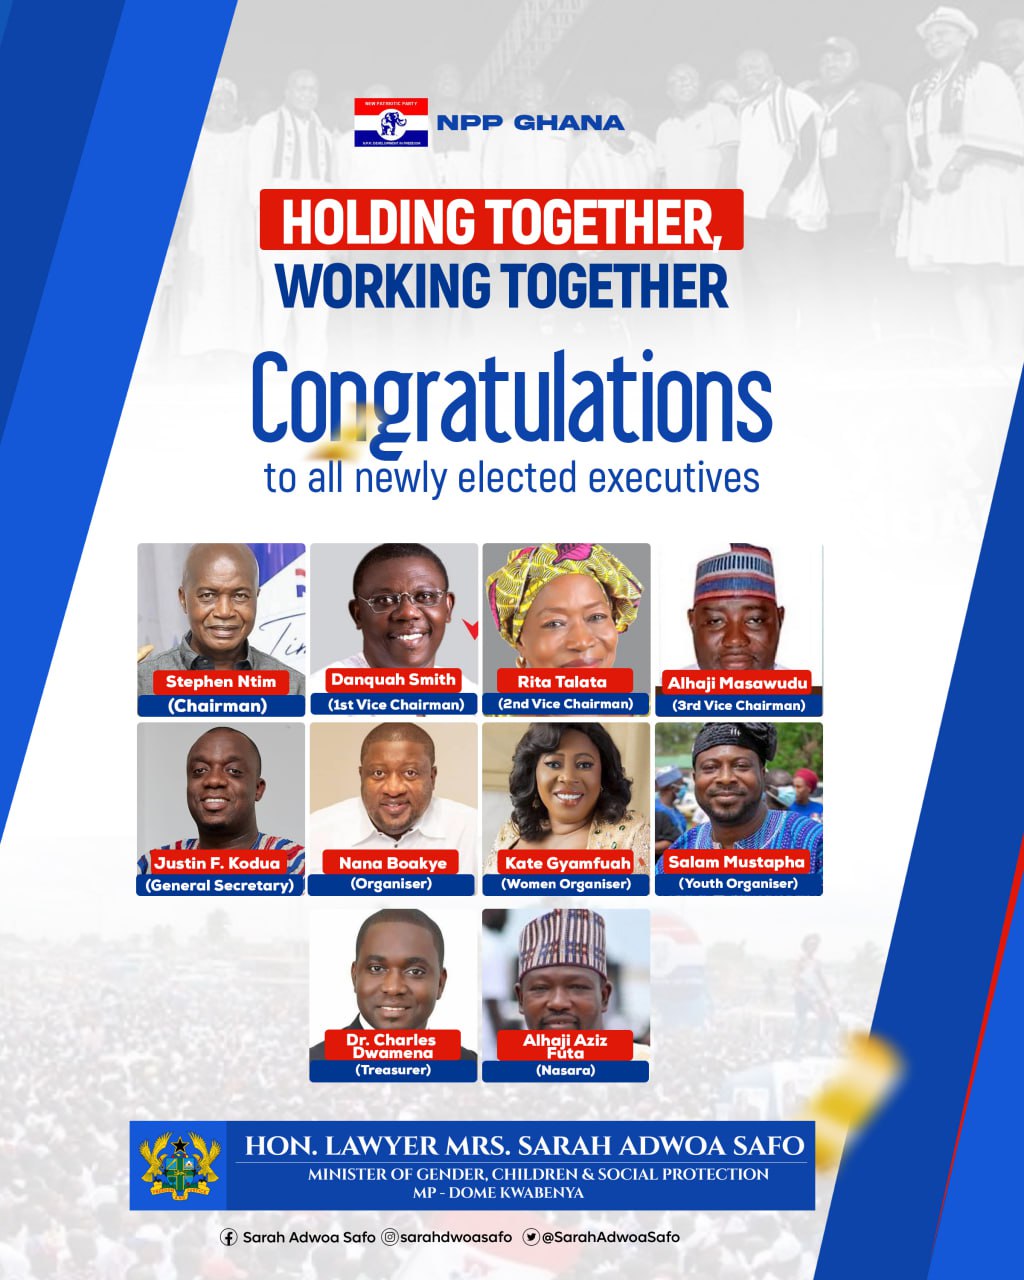 NEW PATRIOTIC PARTY
N.P.P. DEVELOPMENT IN FREEDOM
NPP GHANA
HOLDING TOGETHER,
WORKING TOGETHER
Congratulations
to all newly elected executives
Stephen Ntim
(Chairman)
Danquah Smith
(1st Vice Chairman)
Rita Talata
(2nd Vice Chairman)
Alhaji Masawudu
(3rd Vice Chairman)
Justin F. Kodua
(General Secretary)
Nana Boakye
(Organiser)
Kate Gyamfuah
(Women Organiser)
Salam Mustapha
(Youth Organiser)
Dr. Charles
Dwamena
(Treasurer)
Alhaji Aziz
Futa
(Nasara)
HON. LAWYER MRS. SARAH ADWOA SAFO
MINISTER OF GENDER, CHILDREN & SOCIAL PROTECTION
MP - DOME KWABENYA
Sarah Adwoa Safo sarahdwoasafo @SarahAdwoaSafo